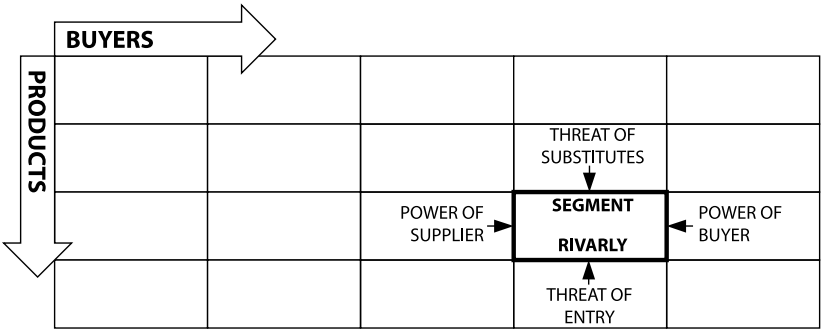 BUYERS
PRODUCTS
THREAT OF
SUBSTITUTES
POWER OF
SUPPLIER
SEGMENT
RIVARLY
POWER OF
BUYER
THREAT OF
ENTRY